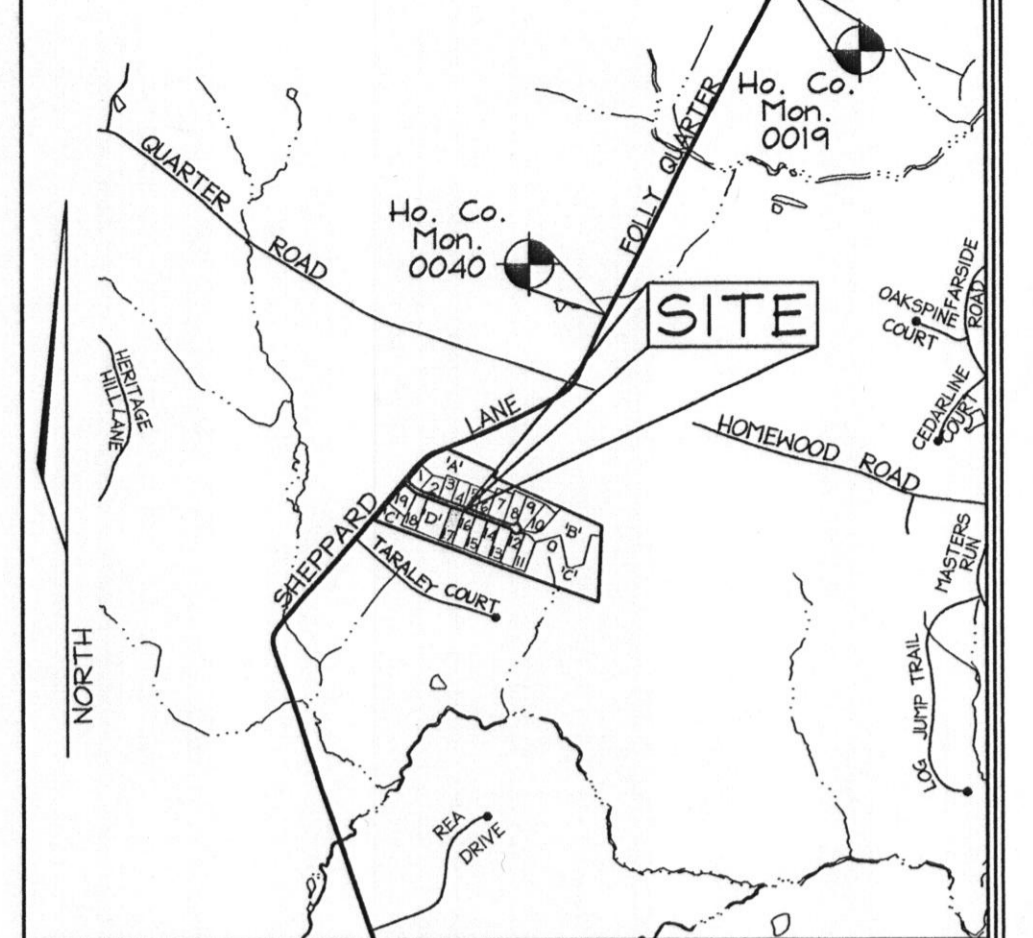 Ho. Co.
Mon.
0019
QUARTER
ROAD
FOLLY QUARTER
Ho. Co.
Mon.
0040
SITE
OAKSPINE
COURT
FARSIDE
ROAD
HERITAGE
HILL LANE
LANE
CEDARLINE
COURT
HOMEWOOD ROAD
'A'
1
2
3
4
5
6
7
8
9
10
'B'
19
18
'C'
'D'
17
16
15
14
13
12
11
'C'
SHEPPARD
TARALEY COURT
MASTERS
RUN
NORTH
LOG JUMP TRAIL
REA
DRIVE